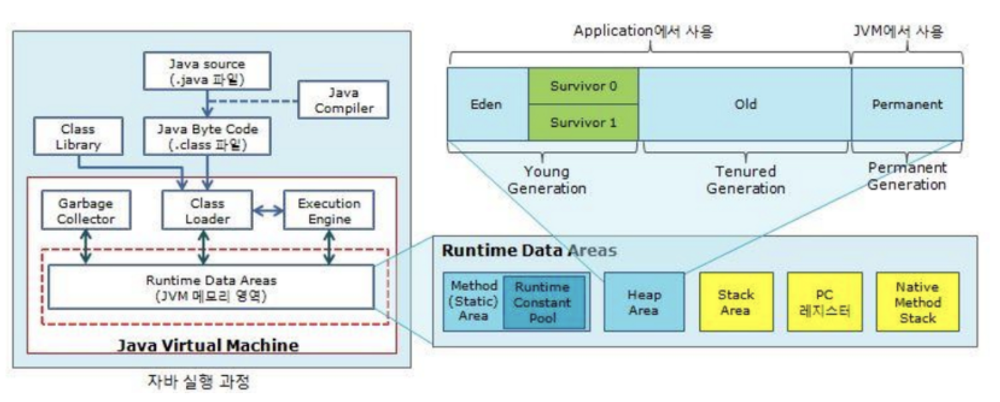 Java source
(.java 파일)
Java
Compiler
Class
Library
Java Byte Code
(.class 파일)
Garbage
Collector
Class
Loader
Execution
Engine
Runtime Data Areas
(JVM 메모리 영역)
Java Virtual Machine
자바 실행 과정
Application에서 사용
JVM에서 사용
Eden
Survivor 0
Survivor 1
Old
Permanent
Young
Generation
Tenured
Generation
Permanent
Generation
Runtime Data Areas
Method
(Static)
Area
Runtime
Constant
Pool
Heap
Area
Stack
Area
PC
레지스터
Native
Method
Stack